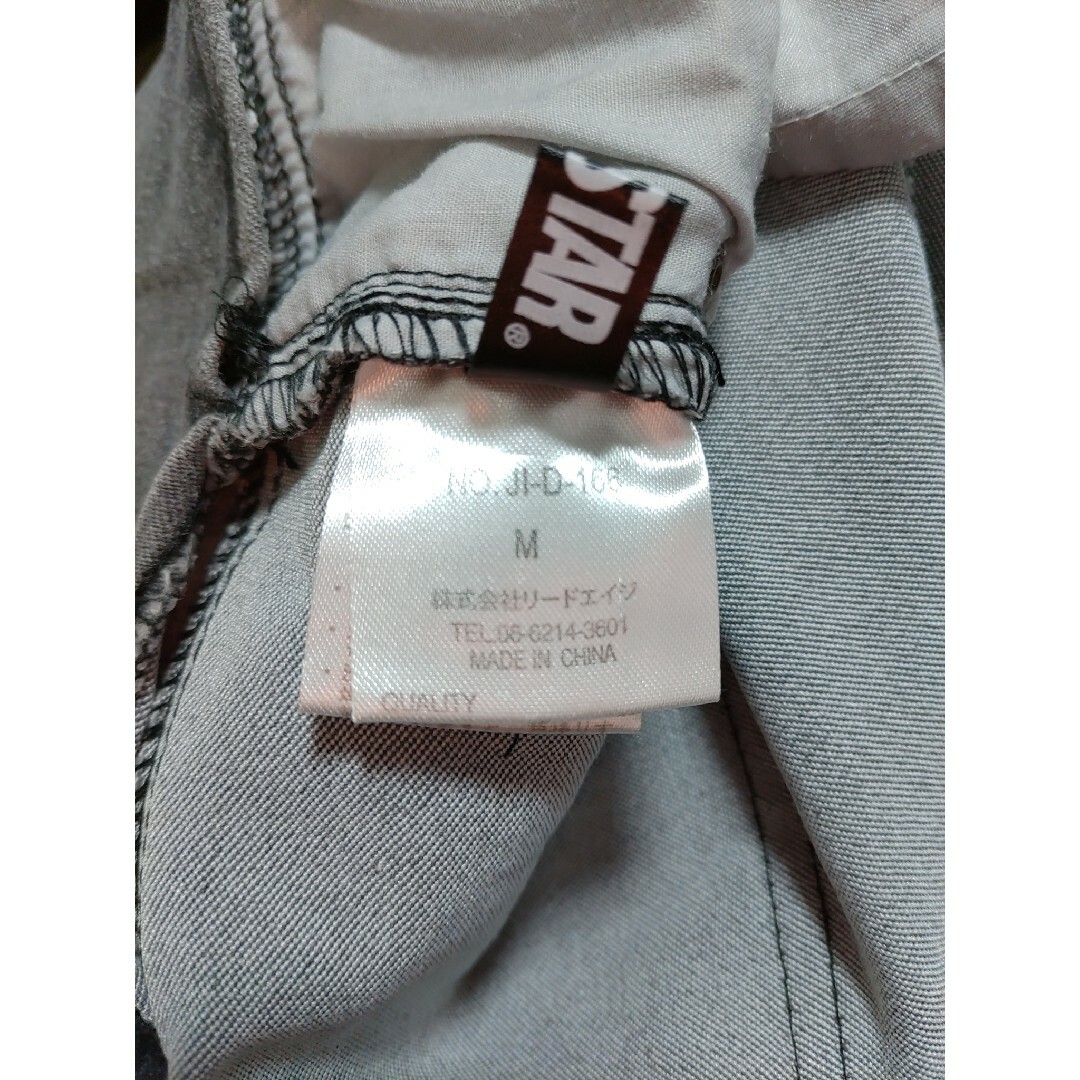 STAR®
NO. JI-D-166
M
株式会社リードエイジ
TEL:06-6214-3601
MADE IN CHINA
QUALITY